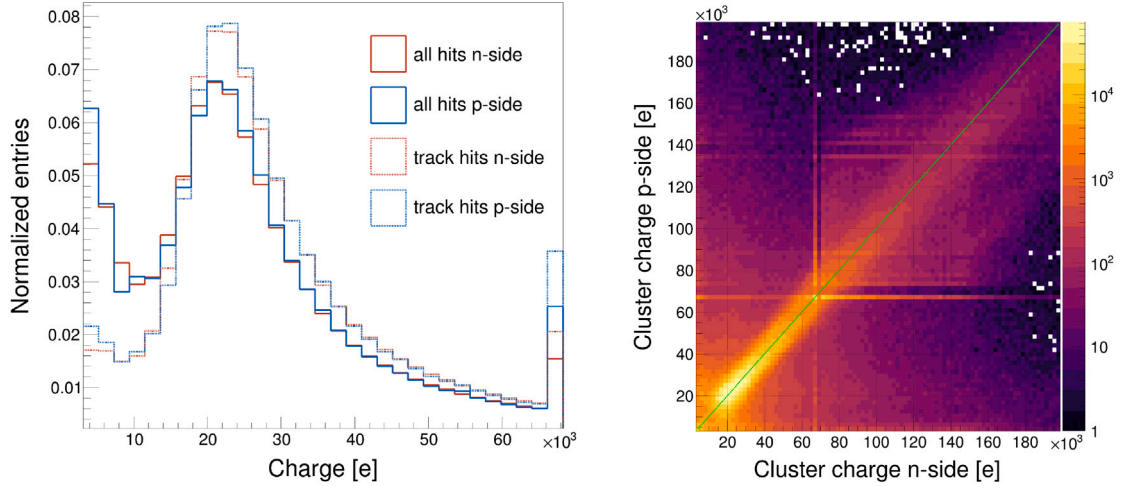 0.08
0.07
0.06
0.05
0.04
0.03
0.02
0.01
Normalized entries
all hits n-side
all hits p-side
track hits n-side
track hits p-side
10 20 30 40 50 60
×10³
Charge [e]
×10³
180
160
140
120
100
80
60
40
20
Cluster charge p-side [e]
20 40 60 80 100 120 140 160 180
×10³
Cluster charge n-side [e]
10⁴
10³
10²
10
1